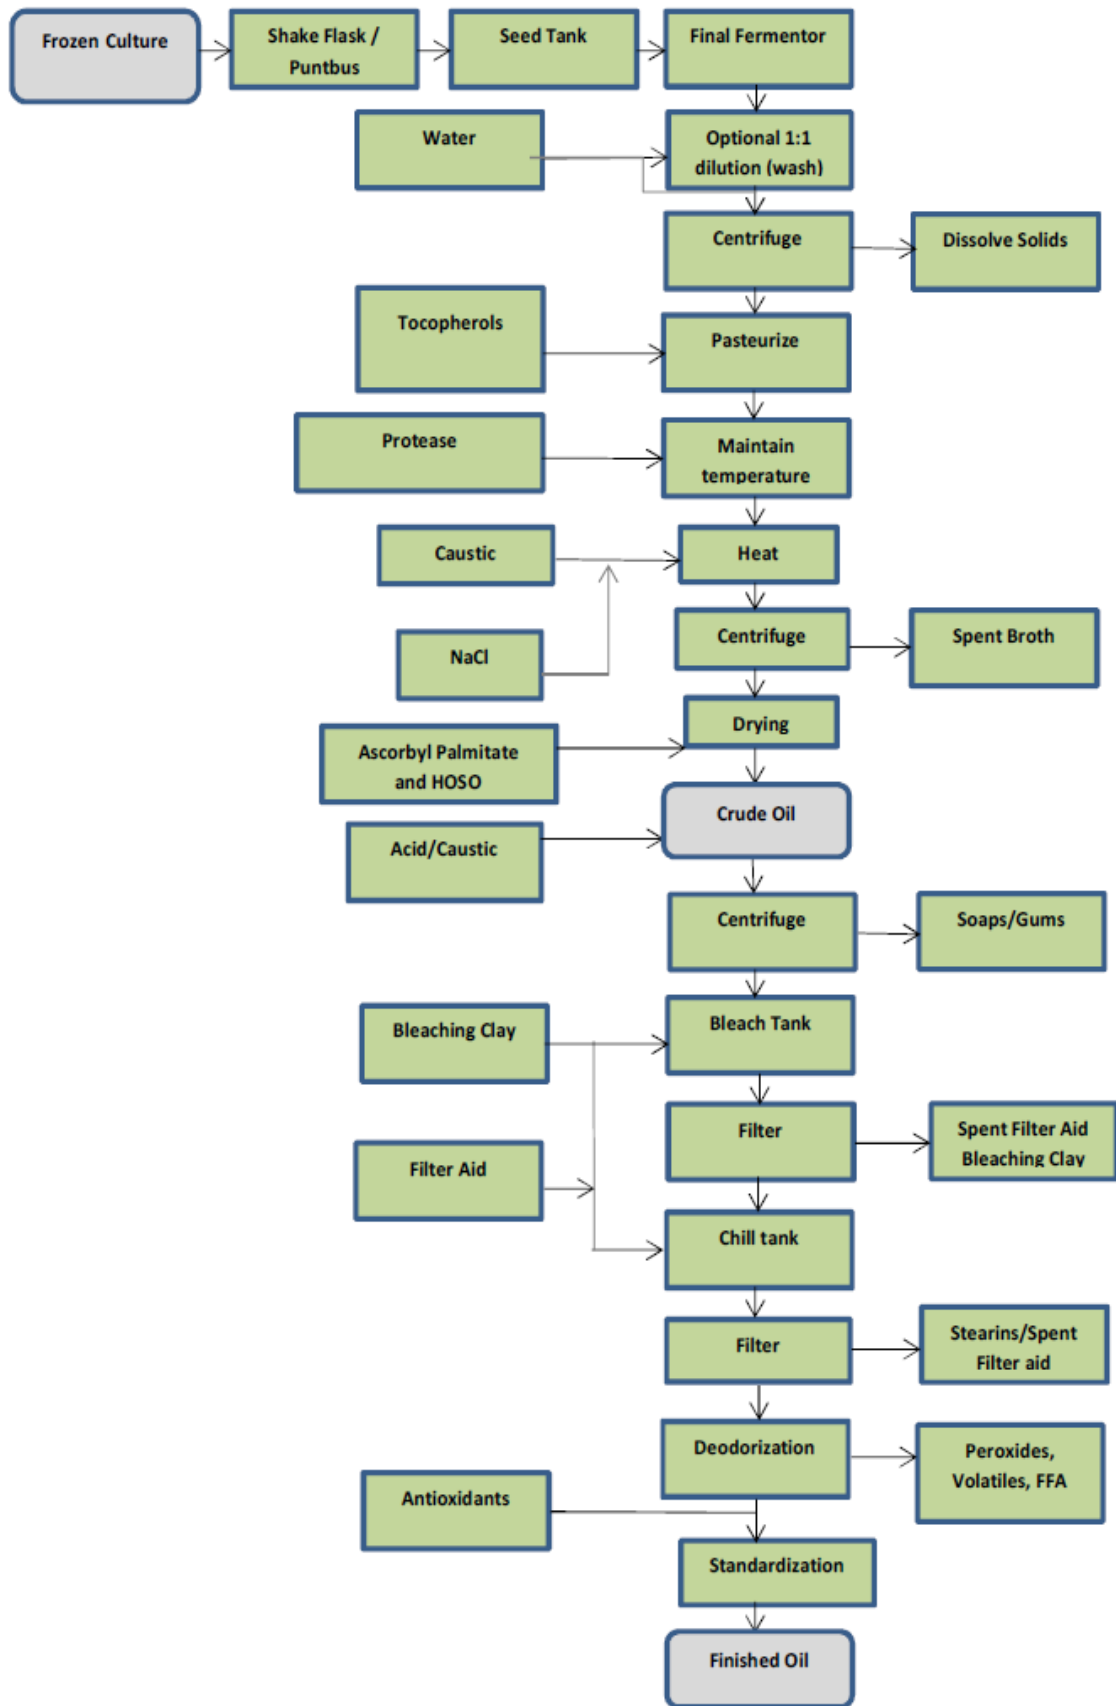 Frozen Culture
Shake Flask /
Puntbus
Seed Tank
Final Fermentor
Water
Optional 1:1
dilution (wash)
Centrifuge
Dissolve Solids
Tocopherols
Pasteurize
Protease
Maintain
temperature
Caustic
Heat
NaCl
Centrifuge
Spent Broth
Ascorbyl Palmitate
and HOSO
Drying
Crude Oil
Acid/Caustic
Centrifuge
Soaps/Gums
Bleaching Clay
Bleach Tank
Filter
Spent Filter Aid
Bleaching Clay
Filter Aid
Chill tank
Filter
Stearins/Spent
Filter aid
Deodorization
Peroxides,
Volatiles, FFA
Antioxidants
Standardization
Finished Oil